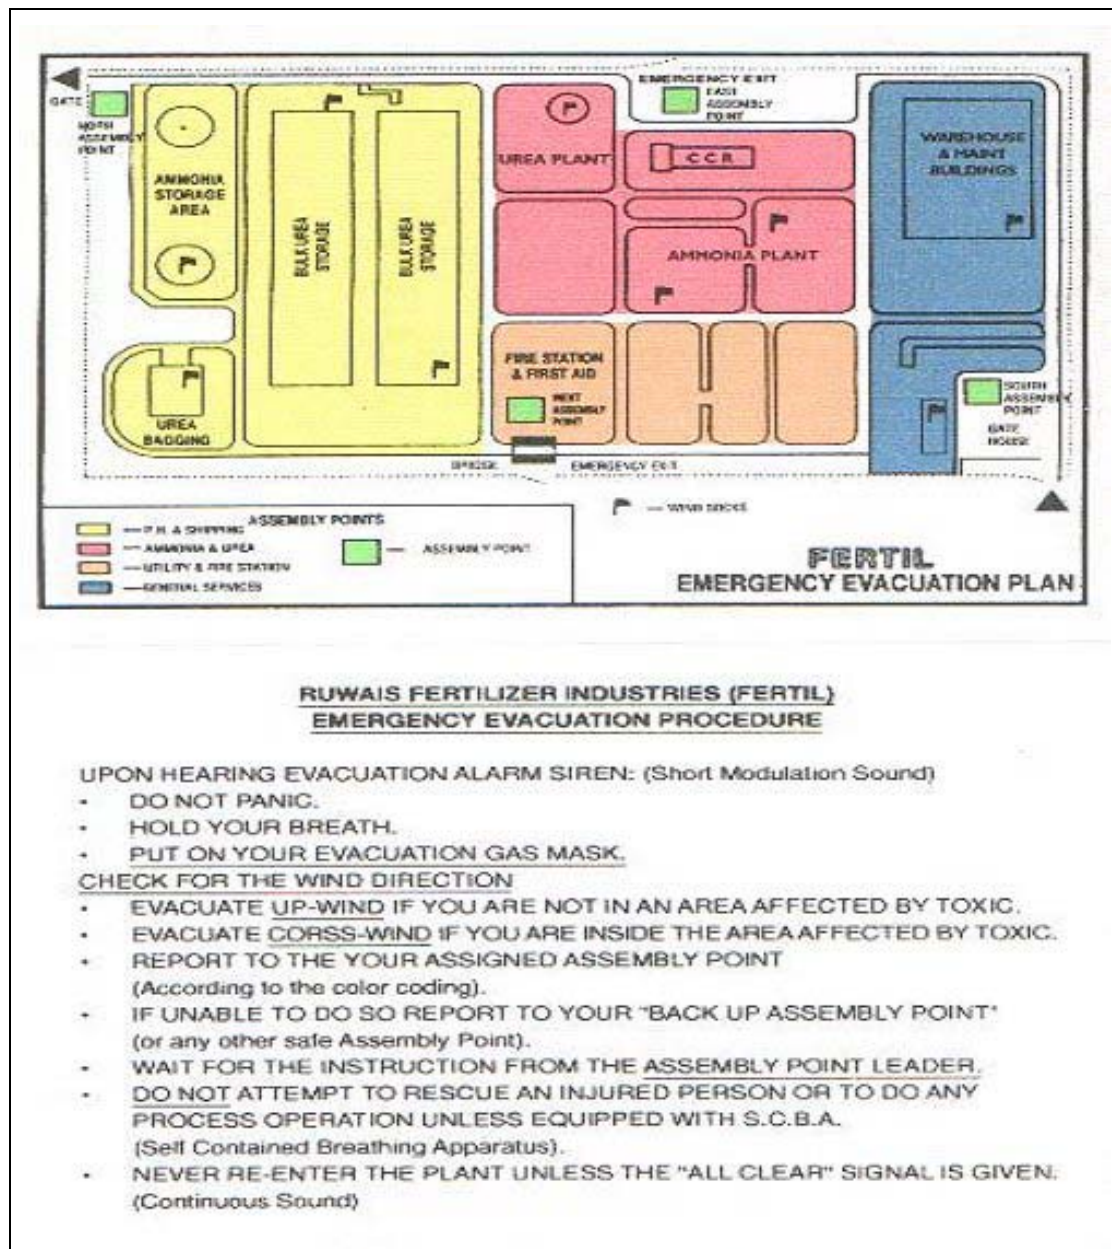 EMERGENCY EXIT
GATE
NORTH
ASSEMBLY
POINT
EAST
ASSEMBLY
POINT
AMMONIA
STORAGE
AREA
BULK UREA
STORAGE
BULK UREA
STORAGE
UREA PLANT
C C R
WAREHOUSE
& MAINT
BUILDINGS
AMMONIA PLANT
UREA
BAGGING
FIRE STATION
& FIRST AID
ASSEMBLY
POINT
SOUTH
ASSEMBLY
POINT
GATE
HOUSE
BRIDGE
EMERGENCY EXIT
ASSEMBLY POINTS
— P.H. & SHIPPING
— AMMONIA & UREA
— UTILITY & FIRE STATION
— GENERAL SERVICES
— ASSEMBLY POINT
— WIND SOCKS
FERTIL
EMERGENCY EVACUATION PLAN
RUWAIS FERTILIZER INDUSTRIES (FERTIL)
EMERGENCY EVACUATION PROCEDURE
UPON HEARING EVACUATION ALARM SIREN: (Short Modulation Sound)
• DO NOT PANIC.
• HOLD YOUR BREATH.
• PUT ON YOUR EVACUATION GAS MASK.
CHECK FOR THE WIND DIRECTION
• EVACUATE UP-WIND IF YOU ARE NOT IN AN AREA AFFECTED BY TOXIC.
• EVACUATE CORSS-WIND IF YOU ARE INSIDE THE AREA AFFECTED BY TOXIC.
• REPORT TO THE YOUR ASSIGNED ASSEMBLY POINT
(According to the color coding).
• IF UNABLE TO DO SO REPORT TO YOUR "BACK UP ASSEMBLY POINT"
(or any other safe Assembly Point).
• WAIT FOR THE INSTRUCTION FROM THE ASSEMBLY POINT LEADER.
• DO NOT ATTEMPT TO RESCUE AN INJURED PERSON OR TO DO ANY
PROCESS OPERATION UNLESS EQUIPPED WITH S.C.B.A.
(Self Contained Breathing Apparatus).
• NEVER RE-ENTER THE PLANT UNLESS THE "ALL CLEAR" SIGNAL IS GIVEN.
(Continuous Sound)